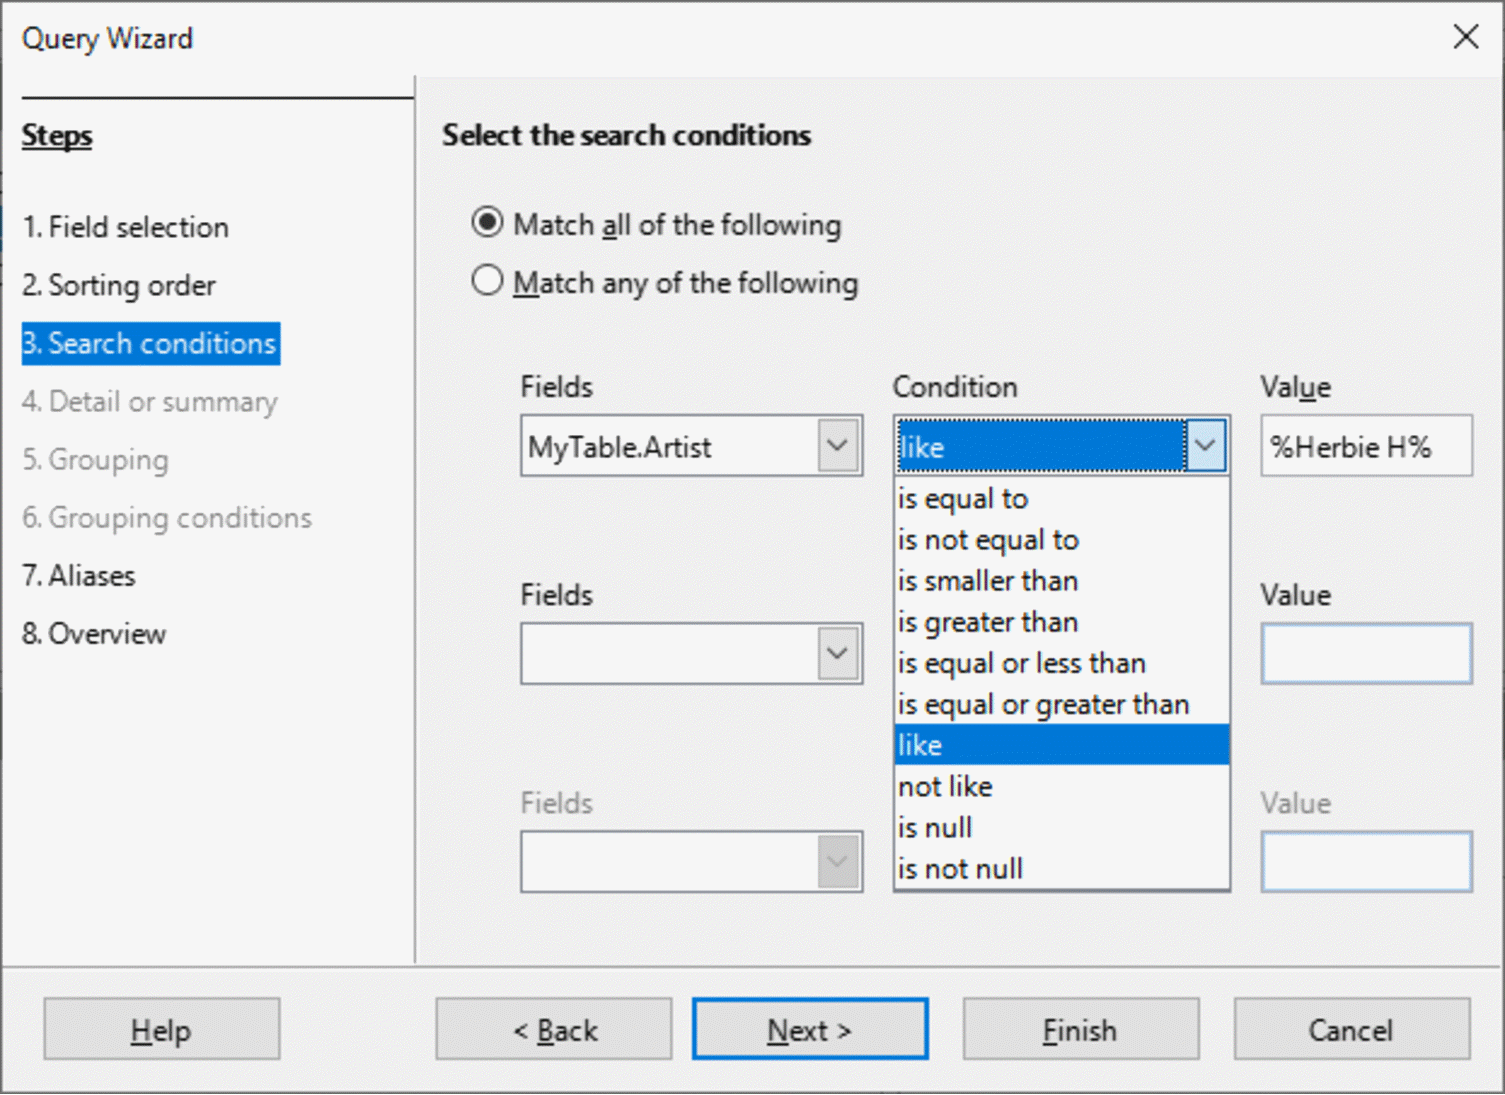 Query Wizard
Steps
1. Field selection
2. Sorting order
3. Search conditions
4. Detail or summary
5. Grouping
6. Grouping conditions
7. Aliases
8. Overview
Select the search conditions
Match all of the following
Match any of the following
Fields Condition Value
MyTable.Artist like %Herbie H%
is equal to
is not equal to
is smaller than
is greater than
is equal or less than
is equal or greater than
like
not like
is null
is not null
Fields Value
Fields Value
Help < Back Next > Finish Cancel